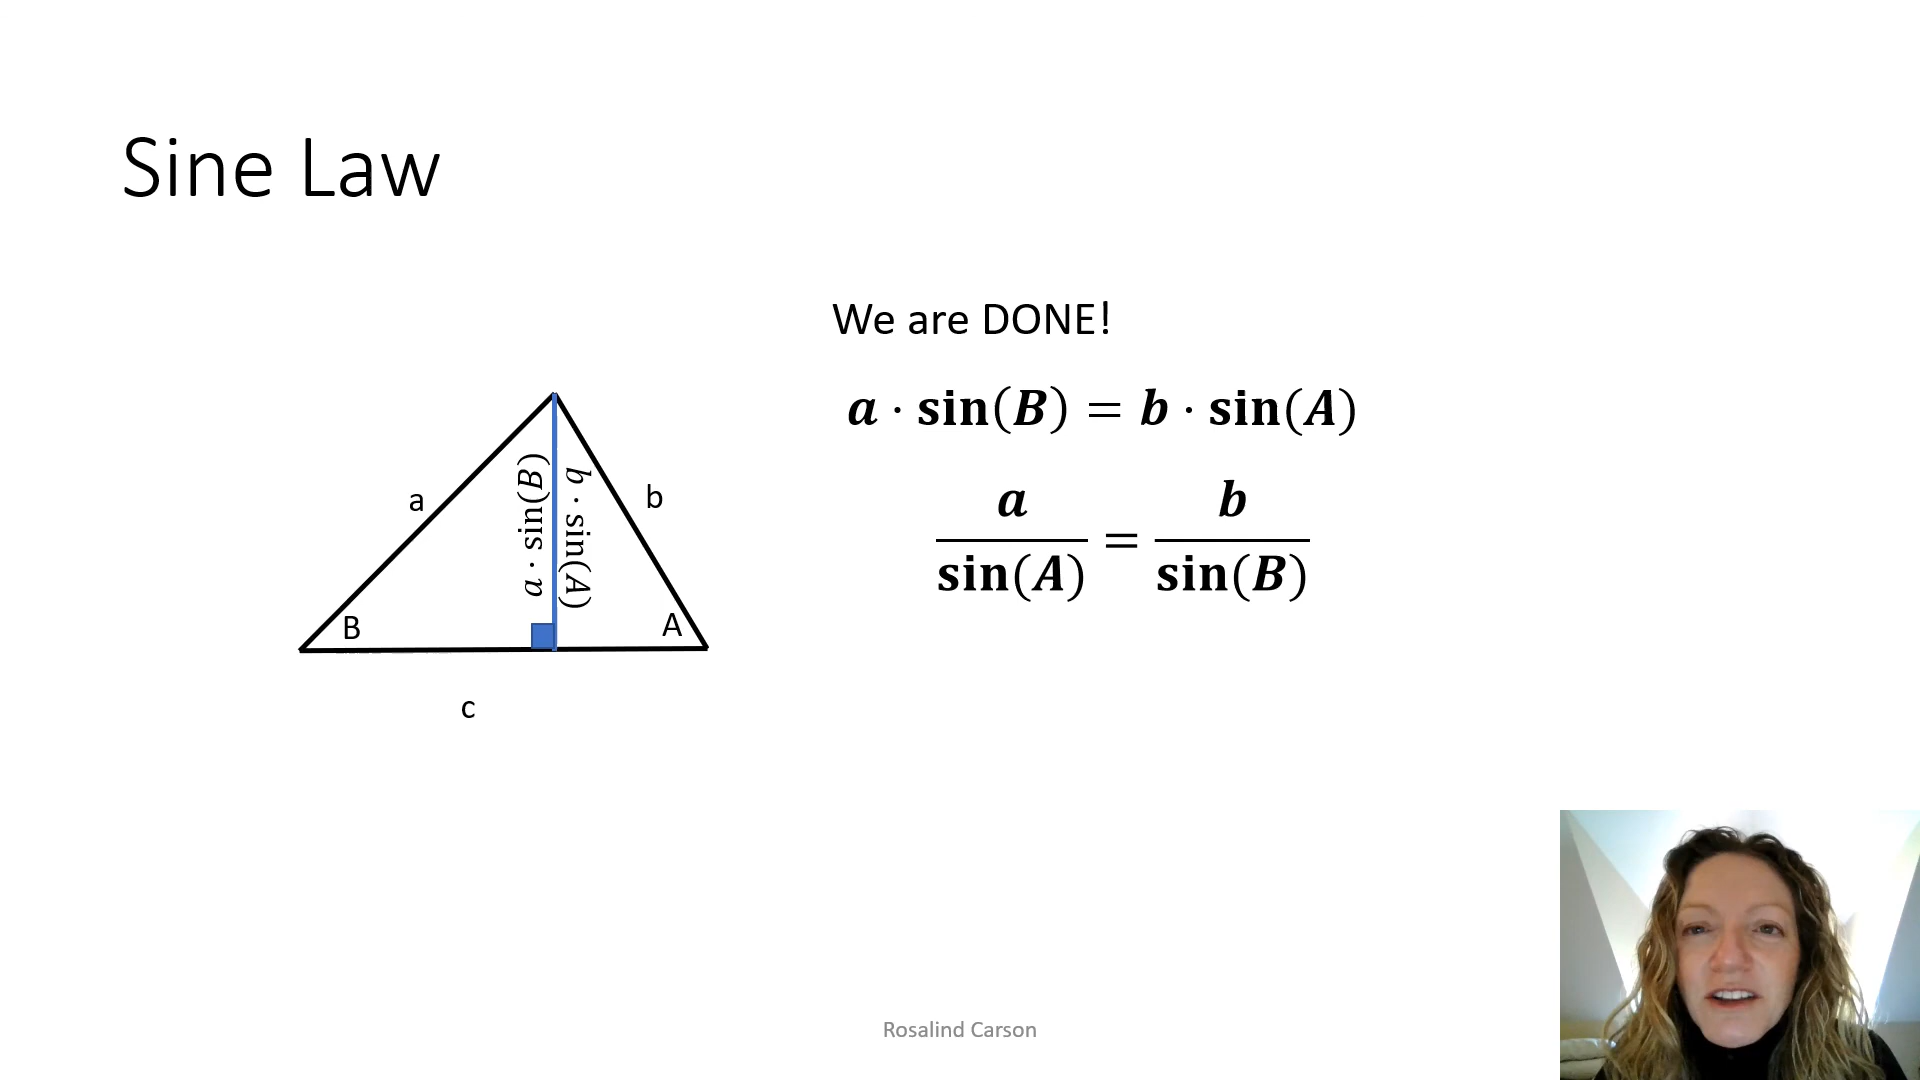 Sine Law
We are DONE!
a · sin(B) = b · sin(A)
a/sin(A) = b/sin(B)
a
a · sin(B)
b · sin(A)
b
B
A
c
Rosalind Carson